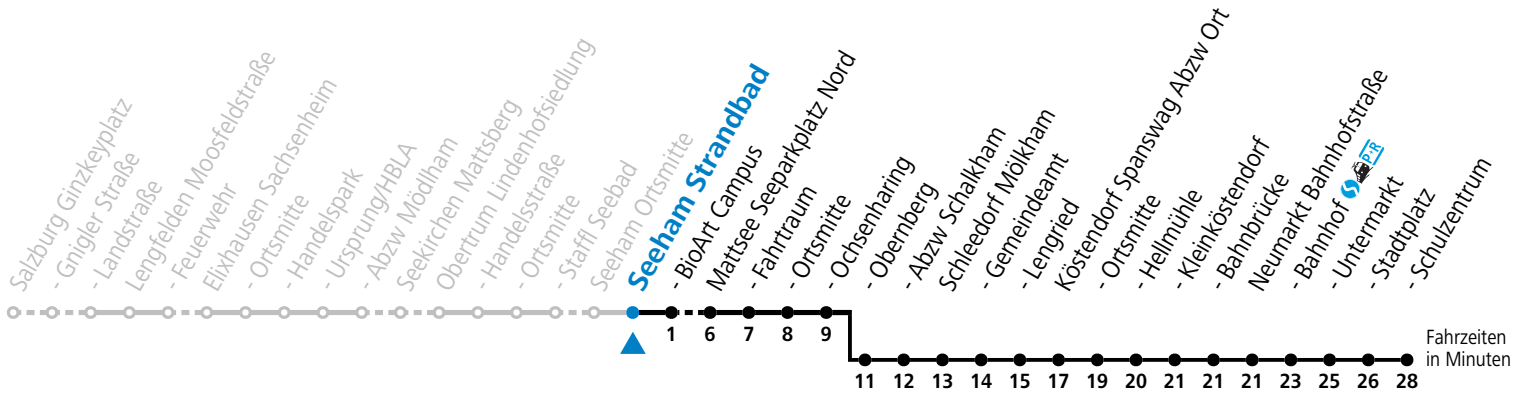 Salzburg Ginzkeyplatz
- Gnigler Straße
- Landstraße
Lengfelden Moosfeldstraße
- Feuerwehr
Elixhausen Sachsenheim
- Ortsmitte
- Handelspark
- Ursprung/HBLA
- Abzw Mödlham
Seekirchen Mattsberg
Obertrum Lindenhofsiedlung
- Handelsstraße
- Ortsmitte
- Staffl Seebad
Seeham Ortsmitte
Seeham Strandbad
- BioArt Campus
Mattsee Seeparkplatz Nord
- Fahrtraum
- Ortsmitte
- Ochsenharing
- Obernberg
- Abzw Schalkham
Schleedorf Mölkham
- Gemeindeamt
- Lengried
Köstendorf Spanswag Abzw Ort
- Ortsmitte
- Hellmühle
- Kleinköstendorf
- Bahnbrücke
Neumarkt Bahnhofstraße
- Bahnhof S P+R
- Untermarkt
- Stadtplatz
- Schulzentrum
1 6 7 8 9
11 12 13 14 15 17 19 20 21 21 21 23 25 26 28
Fahrzeiten
in Minuten